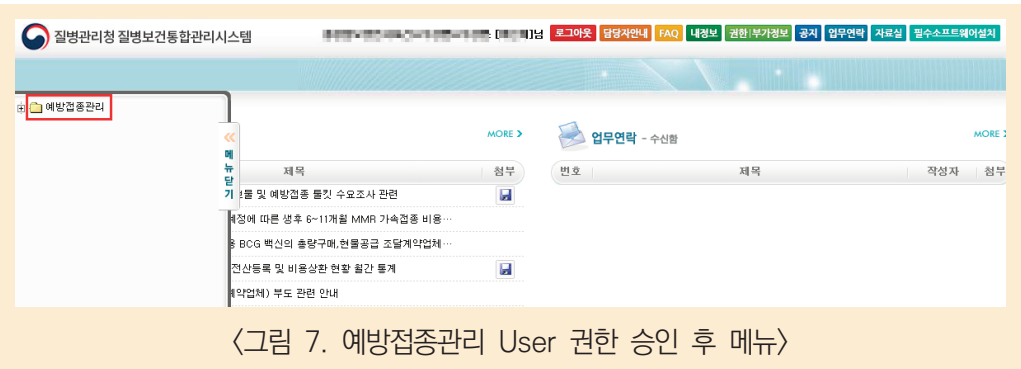 질병관리청 질병보건통합관리시스템 님 로그아웃 담당자안내 FAQ 내정보 권한|부가정보 공지 업무연락 자료실 필수소프트웨어설치
예방접종관리
메뉴닫기
MORE
제목 첨부
및 예방접종 툴킷 수요조사 관련
에 따른 생후 6~11개월 MMR 가속접종 비용…
BCG 백신의 총량구매,현물공급 조달계약업체…
전산등록 및 비용상환 현황 월간 통계
부도 관련 안내
업무연락 - 수신함 MORE
번호 제목 작성자 첨부
〈그림 7. 예방접종관리 User 권한 승인 후 메뉴〉